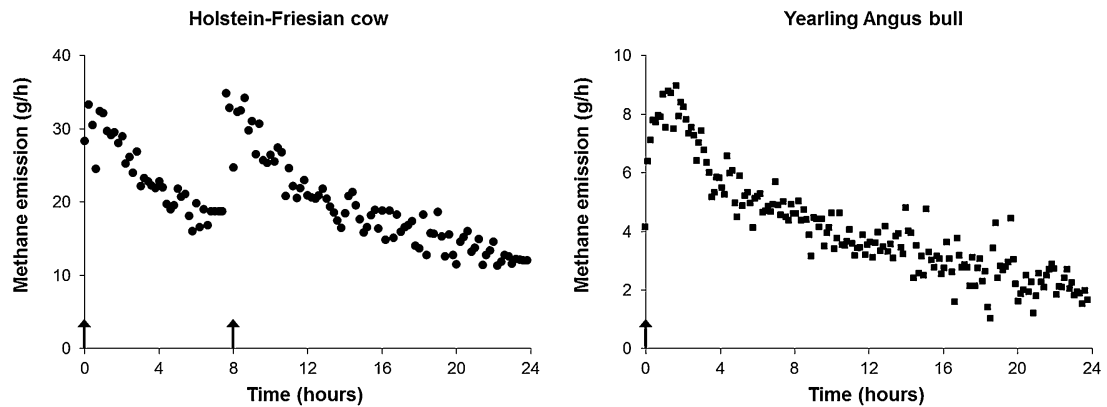 Holstein-Friesian cow
Methane emission (g/h)
40
30
20
10
0
0 4 8 12 16 20 24
Time (hours)
Yearling Angus bull
Methane emission (g/h)
10
8
6
4
2
0
0 4 8 12 16 20 24
Time (hours)